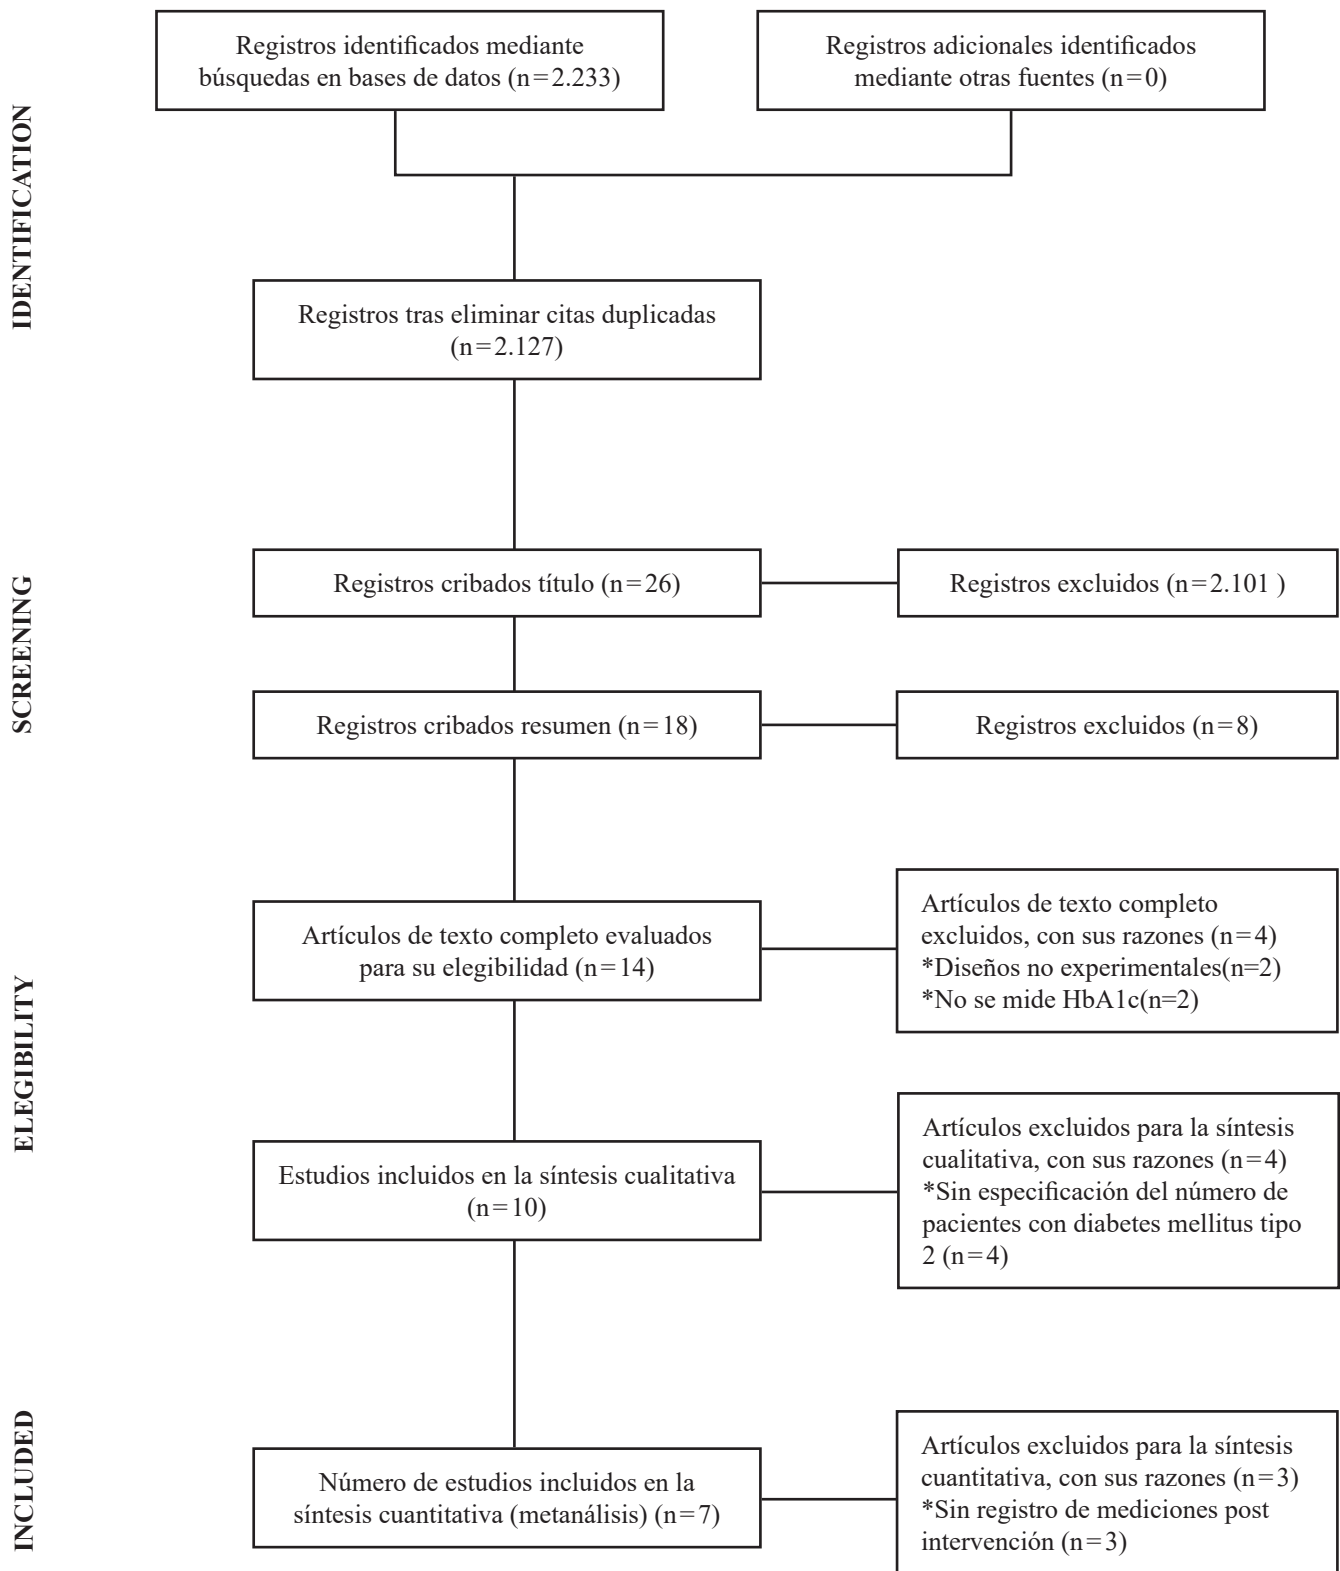 Registros identificados mediante
búsquedas en bases de datos (n=2.233)
Registros adicionales identificados
mediante otras fuentes (n=0)
IDENTIFICATION
Registros tras eliminar citas duplicadas
(n=2.127)
SCREENING
Registros cribados título (n=26)
Registros excluidos (n=2.101 )
Registros cribados resumen (n=18)
Registros excluidos (n=8)
ELEGIBILITY
Artículos de texto completo evaluados
para su elegibilidad (n=14)
Artículos de texto completo
excluidos, con sus razones (n=4)
*Diseños no experimentales(n=2)
*No se mide HbA1c(n=2)
Estudios incluidos en la síntesis cualitativa
(n=10)
Artículos excluidos para la síntesis
cualitativa, con sus razones (n=4)
*Sin especificación del número de
pacientes con diabetes mellitus tipo
2 (n=4)
INCLUDED
Número de estudios incluidos en la
síntesis cuantitativa (metanálisis) (n=7)
Artículos excluidos para la síntesis
cuantitativa, con sus razones (n=3)
*Sin registro de mediciones post
intervención (n=3)